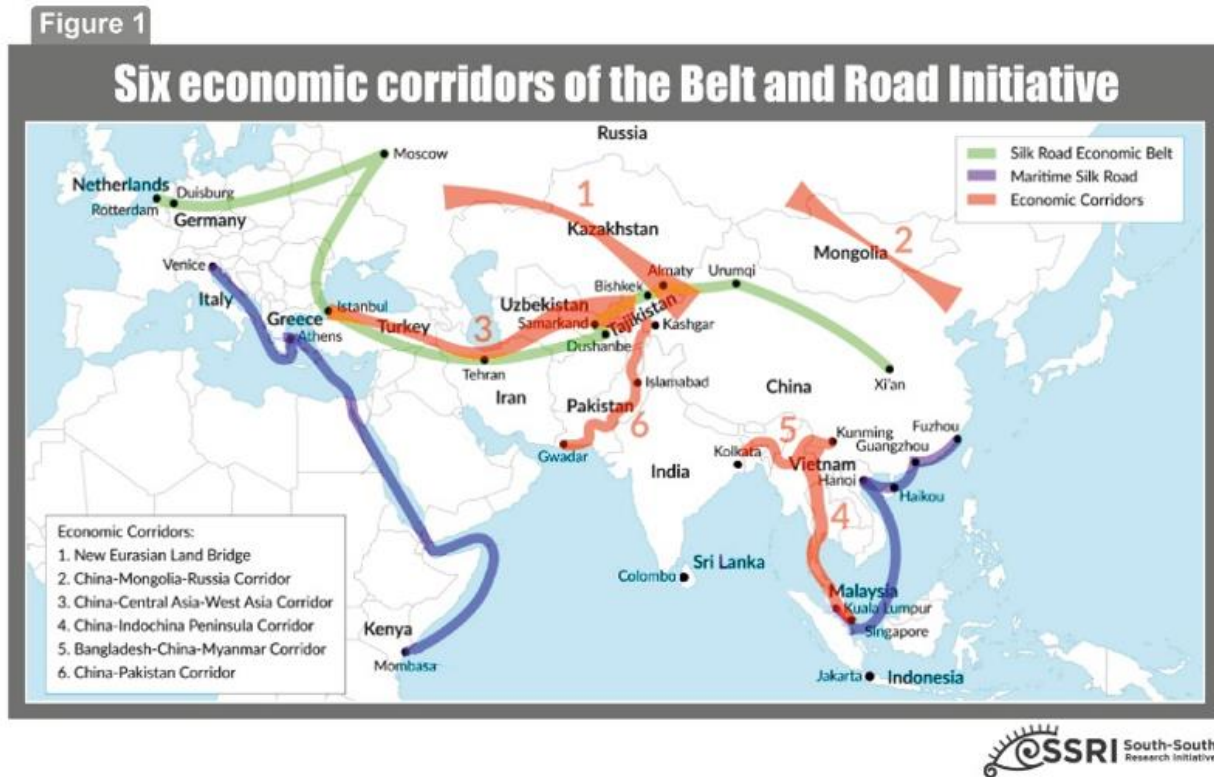 Figure 1
Six economic corridors of the Belt and Road Initiative
Russia
Silk Road Economic Belt
Maritime Silk Road
Economic Corridors
Moscow
Netherlands
Duisburg
Rotterdam
Germany
1
Kazakhstan
Mongolia
2
Venice
Almaty
Urumqi
Bishkek
Italy
Istanbul
Uzbekistan
Greece
Turkey
Samarkand
Tajikistan
Kashgar
Athens
3
Dushanbe
Tehran
Islamabad
China
Xi'an
Iran
Pakistan
6
5
Kunming
Fuzhou
Guangzhou
Gwadar
Kolkata
Vietnam
India
Hanoi
Haikou
4
Economic Corridors:
1. New Eurasian Land Bridge
2. China-Mongolia-Russia Corridor
3. China-Central Asia-West Asia Corridor
4. China-Indochina Peninsula Corridor
5. Bangladesh-China-Myanmar Corridor
6. China-Pakistan Corridor
Colombo
Sri Lanka
Malaysia
Kuala Lumpur
Singapore
Kenya
Mombasa
Jakarta
Indonesia
SSRI South-South
Research Initiative